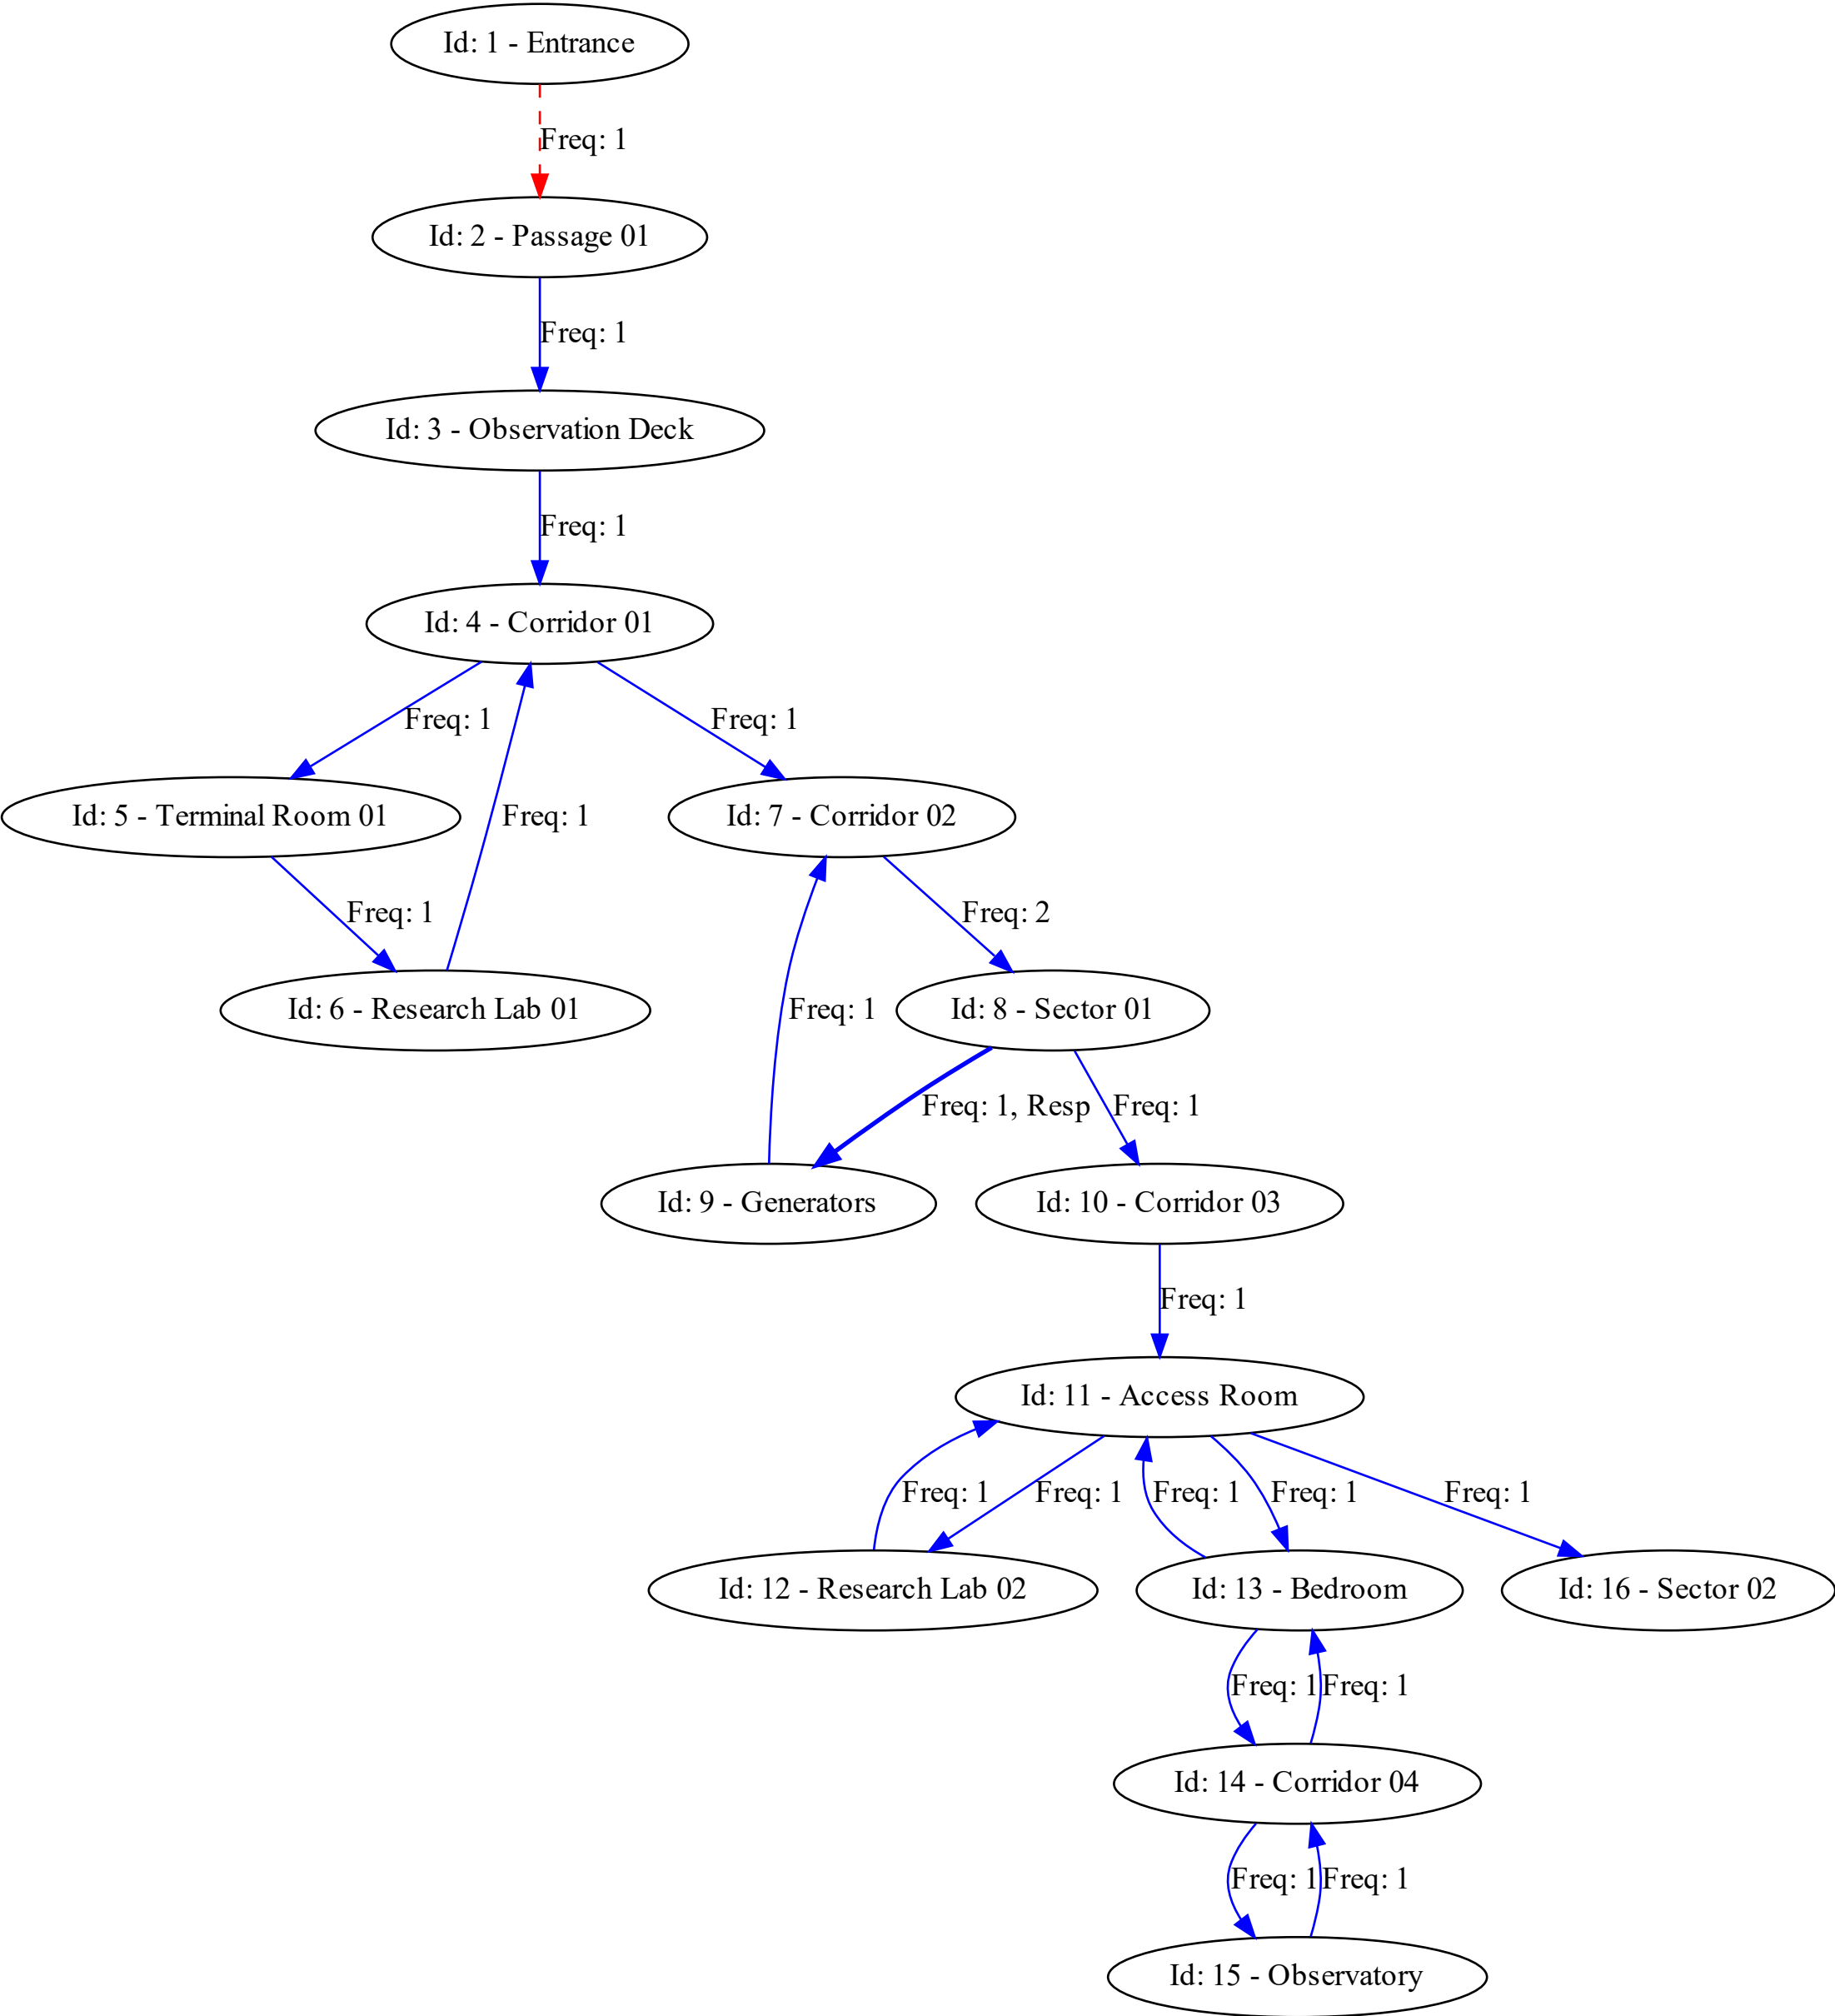 Id: 1 - Entrance
Freq: 1
Id: 2 - Passage 01
Freq: 1
Id: 3 - Observation Deck
Freq: 1
Id: 4 - Corridor 01
Freq: 1
Freq: 1
Id: 5 - Terminal Room 01
Freq: 1
Id: 7 - Corridor 02
Freq: 1
Freq: 2
Id: 6 - Research Lab 01
Freq: 1
Id: 8 - Sector 01
Freq: 1, Resp
Freq: 1
Id: 9 - Generators
Id: 10 - Corridor 03
Freq: 1
Id: 11 - Access Room
Freq: 1
Freq: 1
Freq: 1
Freq: 1
Freq: 1
Id: 12 - Research Lab 02
Id: 13 - Bedroom
Id: 16 - Sector 02
Freq: 1
Freq: 1
Id: 14 - Corridor 04
Freq: 1
Freq: 1
Id: 15 - Observatory